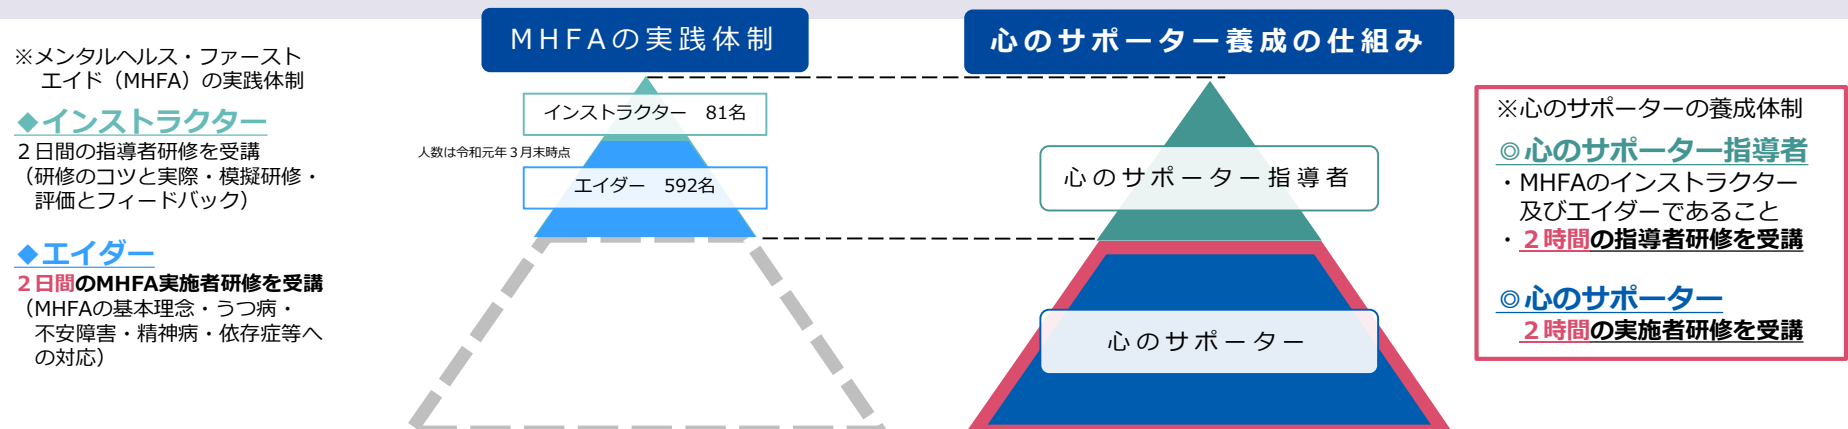 MHFAの実践体制
心のサポーター養成の仕組み
※メンタルヘルス・ファースト
エイド（MHFA）の実践体制
◆インストラクター
２日間の指導者研修を受講
（研修のコツと実際・模擬研修・
評価とフィードバック）
◆エイダー
２日間のMHFA実施者研修を受講
（MHFAの基本理念・うつ病・
不安障害・精神病・依存症等へ
の対応）
インストラクター　81名
人数は令和元年３月末時点
エイダー　592名
心のサポーター指導者
心のサポーター
※心のサポーターの養成体制
◎心のサポーター指導者
・MHFAのインストラクター
及びエイダーであること
・２時間の指導者研修を受講
◎心のサポーター
２時間の実施者研修を受講